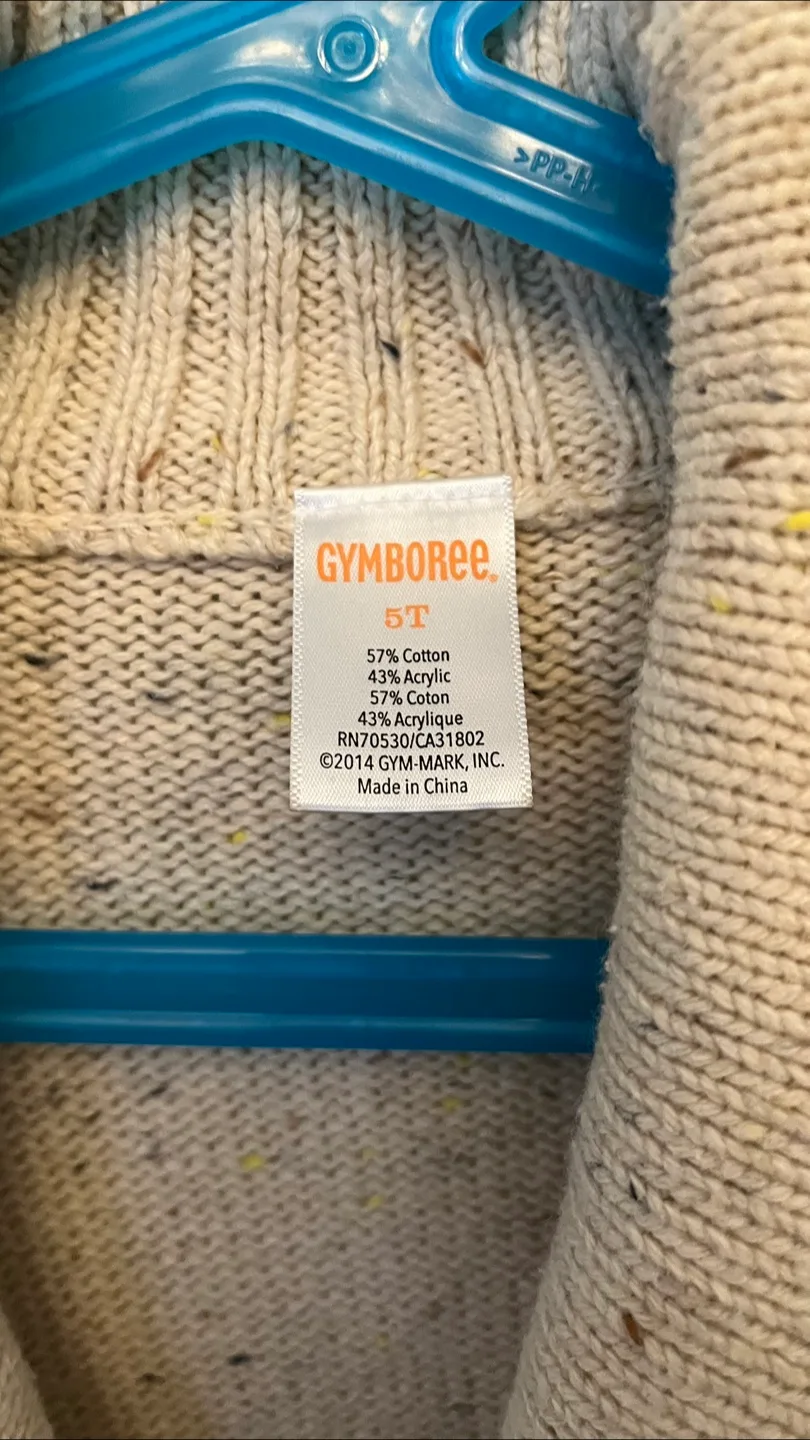 >PP-H
GYMBOREE.
5T
57% Cotton
43% Acrylic
57% Coton
43% Acrylique
RN70530/CA31802
©2014 GYM-MARK, INC.
Made in China